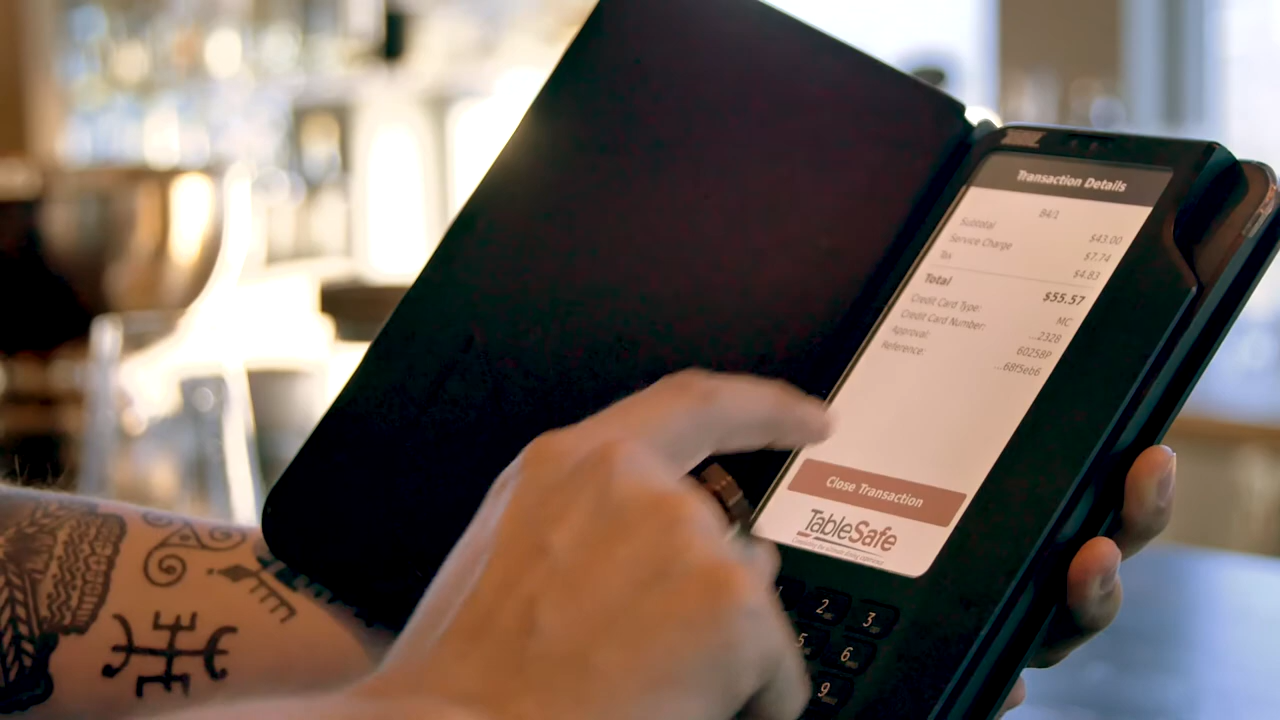 Transaction Details
B4/1
Subtotal $43.00
Service Charge $7.74
Tax $4.83
Total $55.57
Credit Card Type: MC
Credit Card Number: ...2328
Approval: 60258P
Reference: ...68f5eb6
Close Transaction
TableSafe
2 3
5 6
9